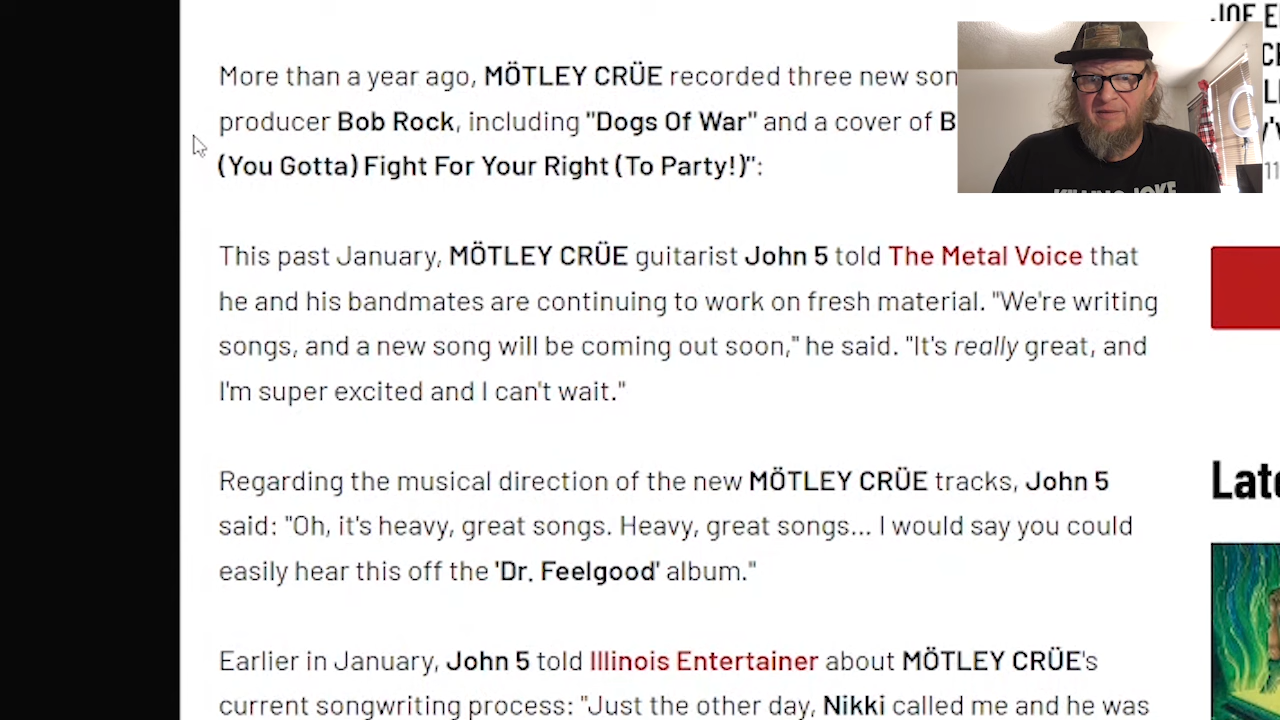 More than a year ago, MÖTLEY CRÜE recorded three new son
producer Bob Rock, including "Dogs Of War" and a cover of B
(You Gotta) Fight For Your Right (To Party!)":
This past January, MÖTLEY CRÜE guitarist John 5 told The Metal Voice that
he and his bandmates are continuing to work on fresh material. "We're writing
songs, and a new song will be coming out soon," he said. "It's really great, and
I'm super excited and I can't wait."
Regarding the musical direction of the new MÖTLEY CRÜE tracks, John 5
said: "Oh, it's heavy, great songs. Heavy, great songs... I would say you could
easily hear this off the 'Dr. Feelgood' album."
Earlier in January, John 5 told Illinois Entertainer about MÖTLEY CRÜE's
current songwriting process: "Just the other day, Nikki called me and he was
KILLING JOKE
JOE E
11
Late